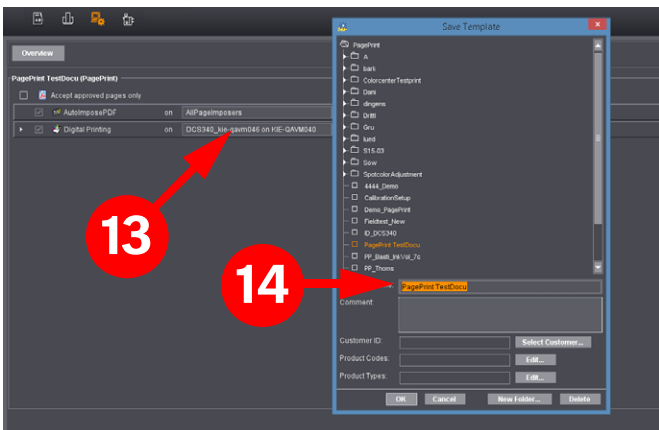 Save Template
Overview
PagePrint TestDocu (PagePrint)
Accept approved pages only
AutoImposePDF on AllPageImposers
Digital Printing on DCS340_kie-qavm046 on KIE-QAVM040
13
PagePrint
A
barli
ColorcenterTestprint
Dani
dingens
Dritti
Gru
lund
S15-03
Sow
SpotcolorAdjustment
4444_Demo
CalibrationSetup
Demo_PagePrint
Fieldtest_New
ID_DCS340
PagePrint TestDocu
PP_Basti_InkVol_7c
PP_Thoms
14
PagePrint TestDocu
Comment:
Customer ID:
Select Customer...
Product Codes:
Edit...
Product Types:
Edit...
OK
Cancel
New Folder...
Delete